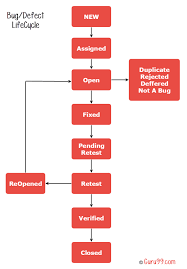 Bug/Defect
LifeCycle
NEW
Assigned
Open
Duplicate
Rejected
Deffered
Not A Bug
Fixed
Pending
Retest
ReOpened
Retest
Verified
Closed
© Guru99.com